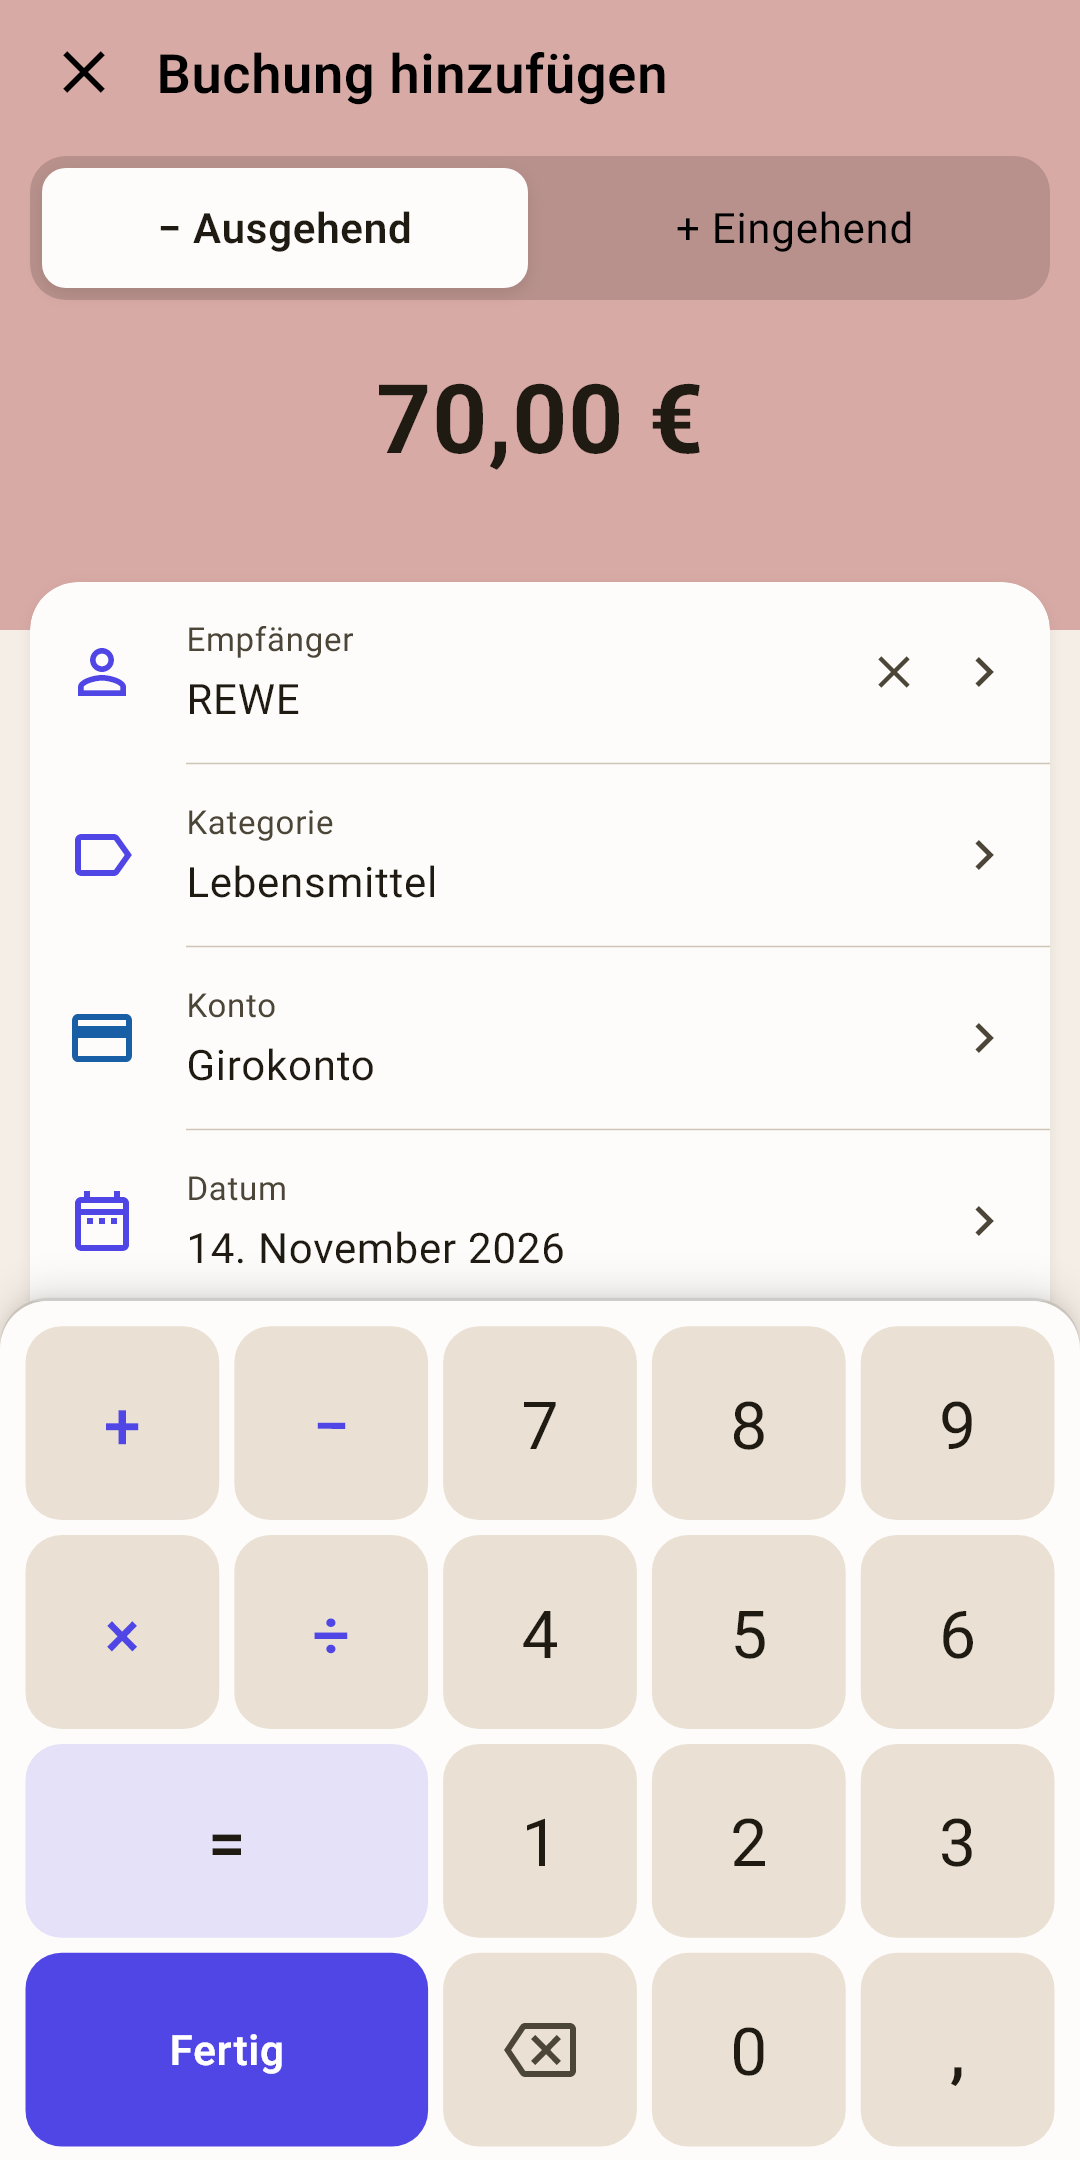 Buchung hinzufügen
− Ausgehend
+ Eingehend
70,00 €
Empfänger
REWE
Kategorie
Lebensmittel
Konto
Girokonto
Datum
14. November 2026
+ − 7 8 9
× ÷ 4 5 6
= 1 2 3
Fertig 0 ,